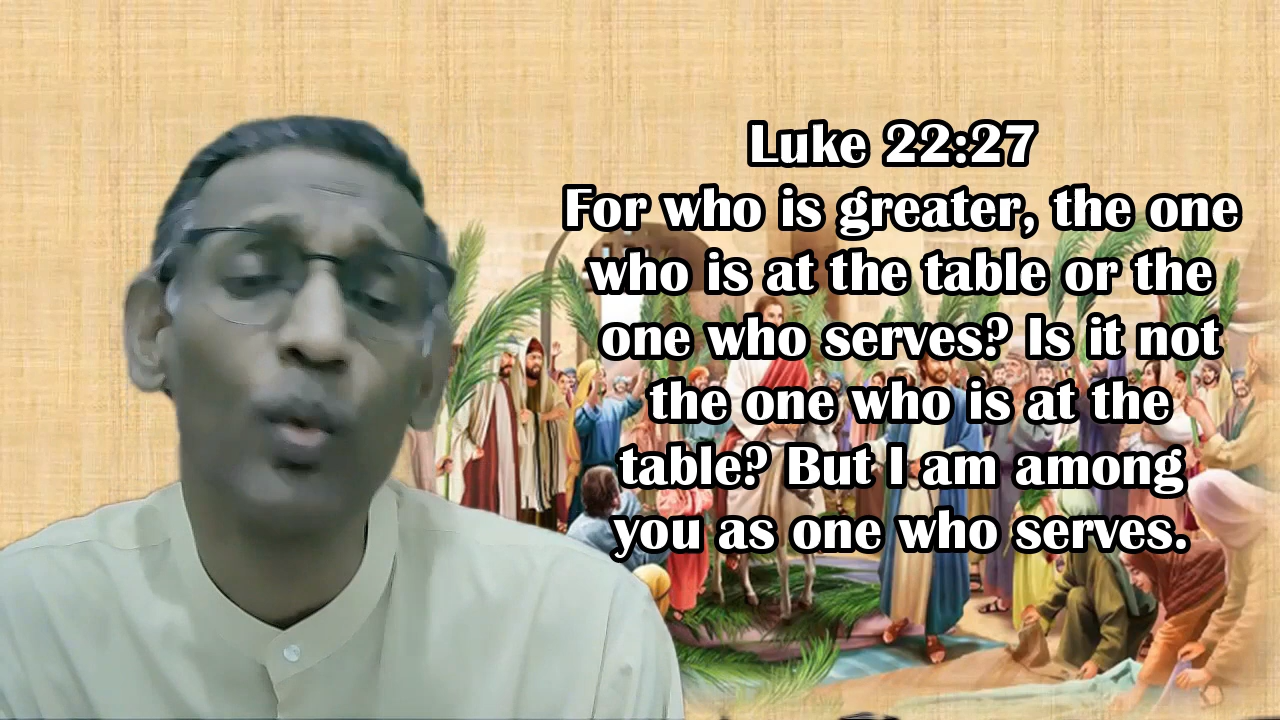 Luke 22:27
For who is greater, the one
who is at the table or the
one who serves? Is it not
the one who is at the
table? But I am among
you as one who serves.